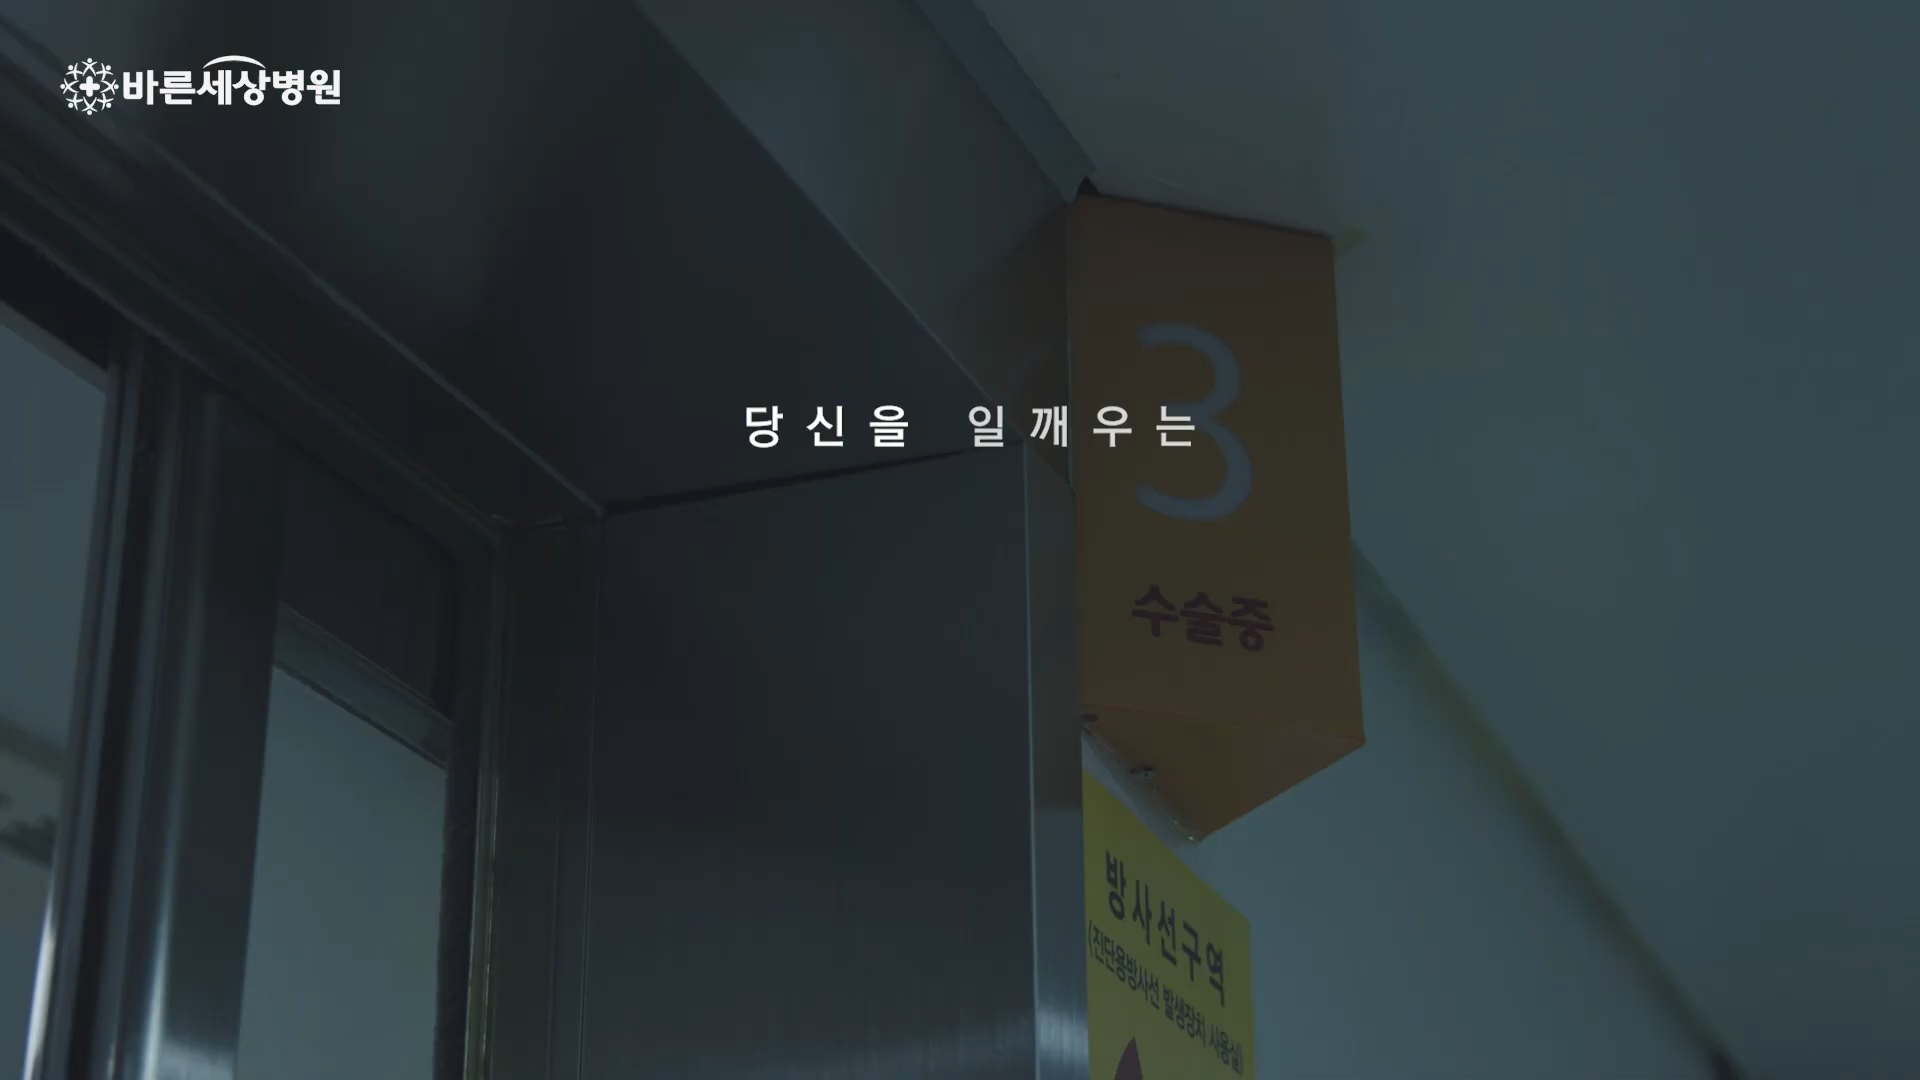 바른세상병원
당신을 일깨우는
3
수술중
방사선구역
(진단용방사선 발생장치 사용실)